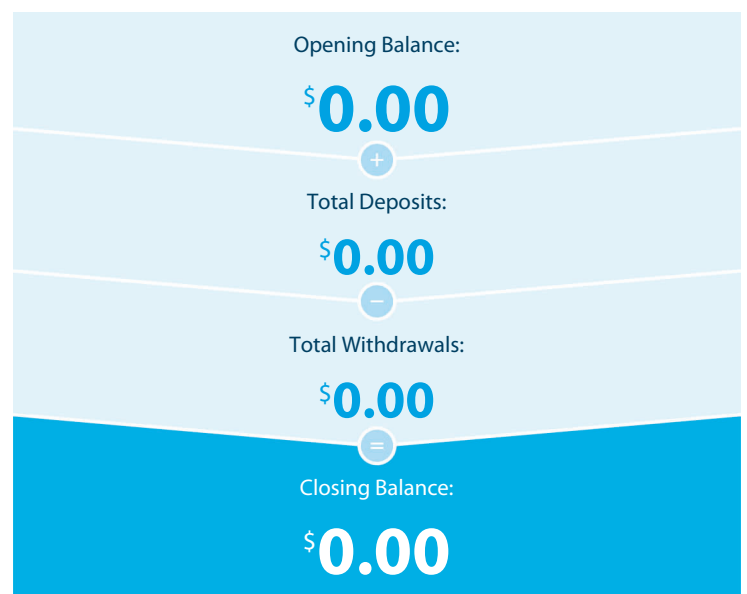 Opening Balance:
$0.00
+
Total Deposits:
$0.00
−
Total Withdrawals:
$0.00
=
Closing Balance:
$0.00